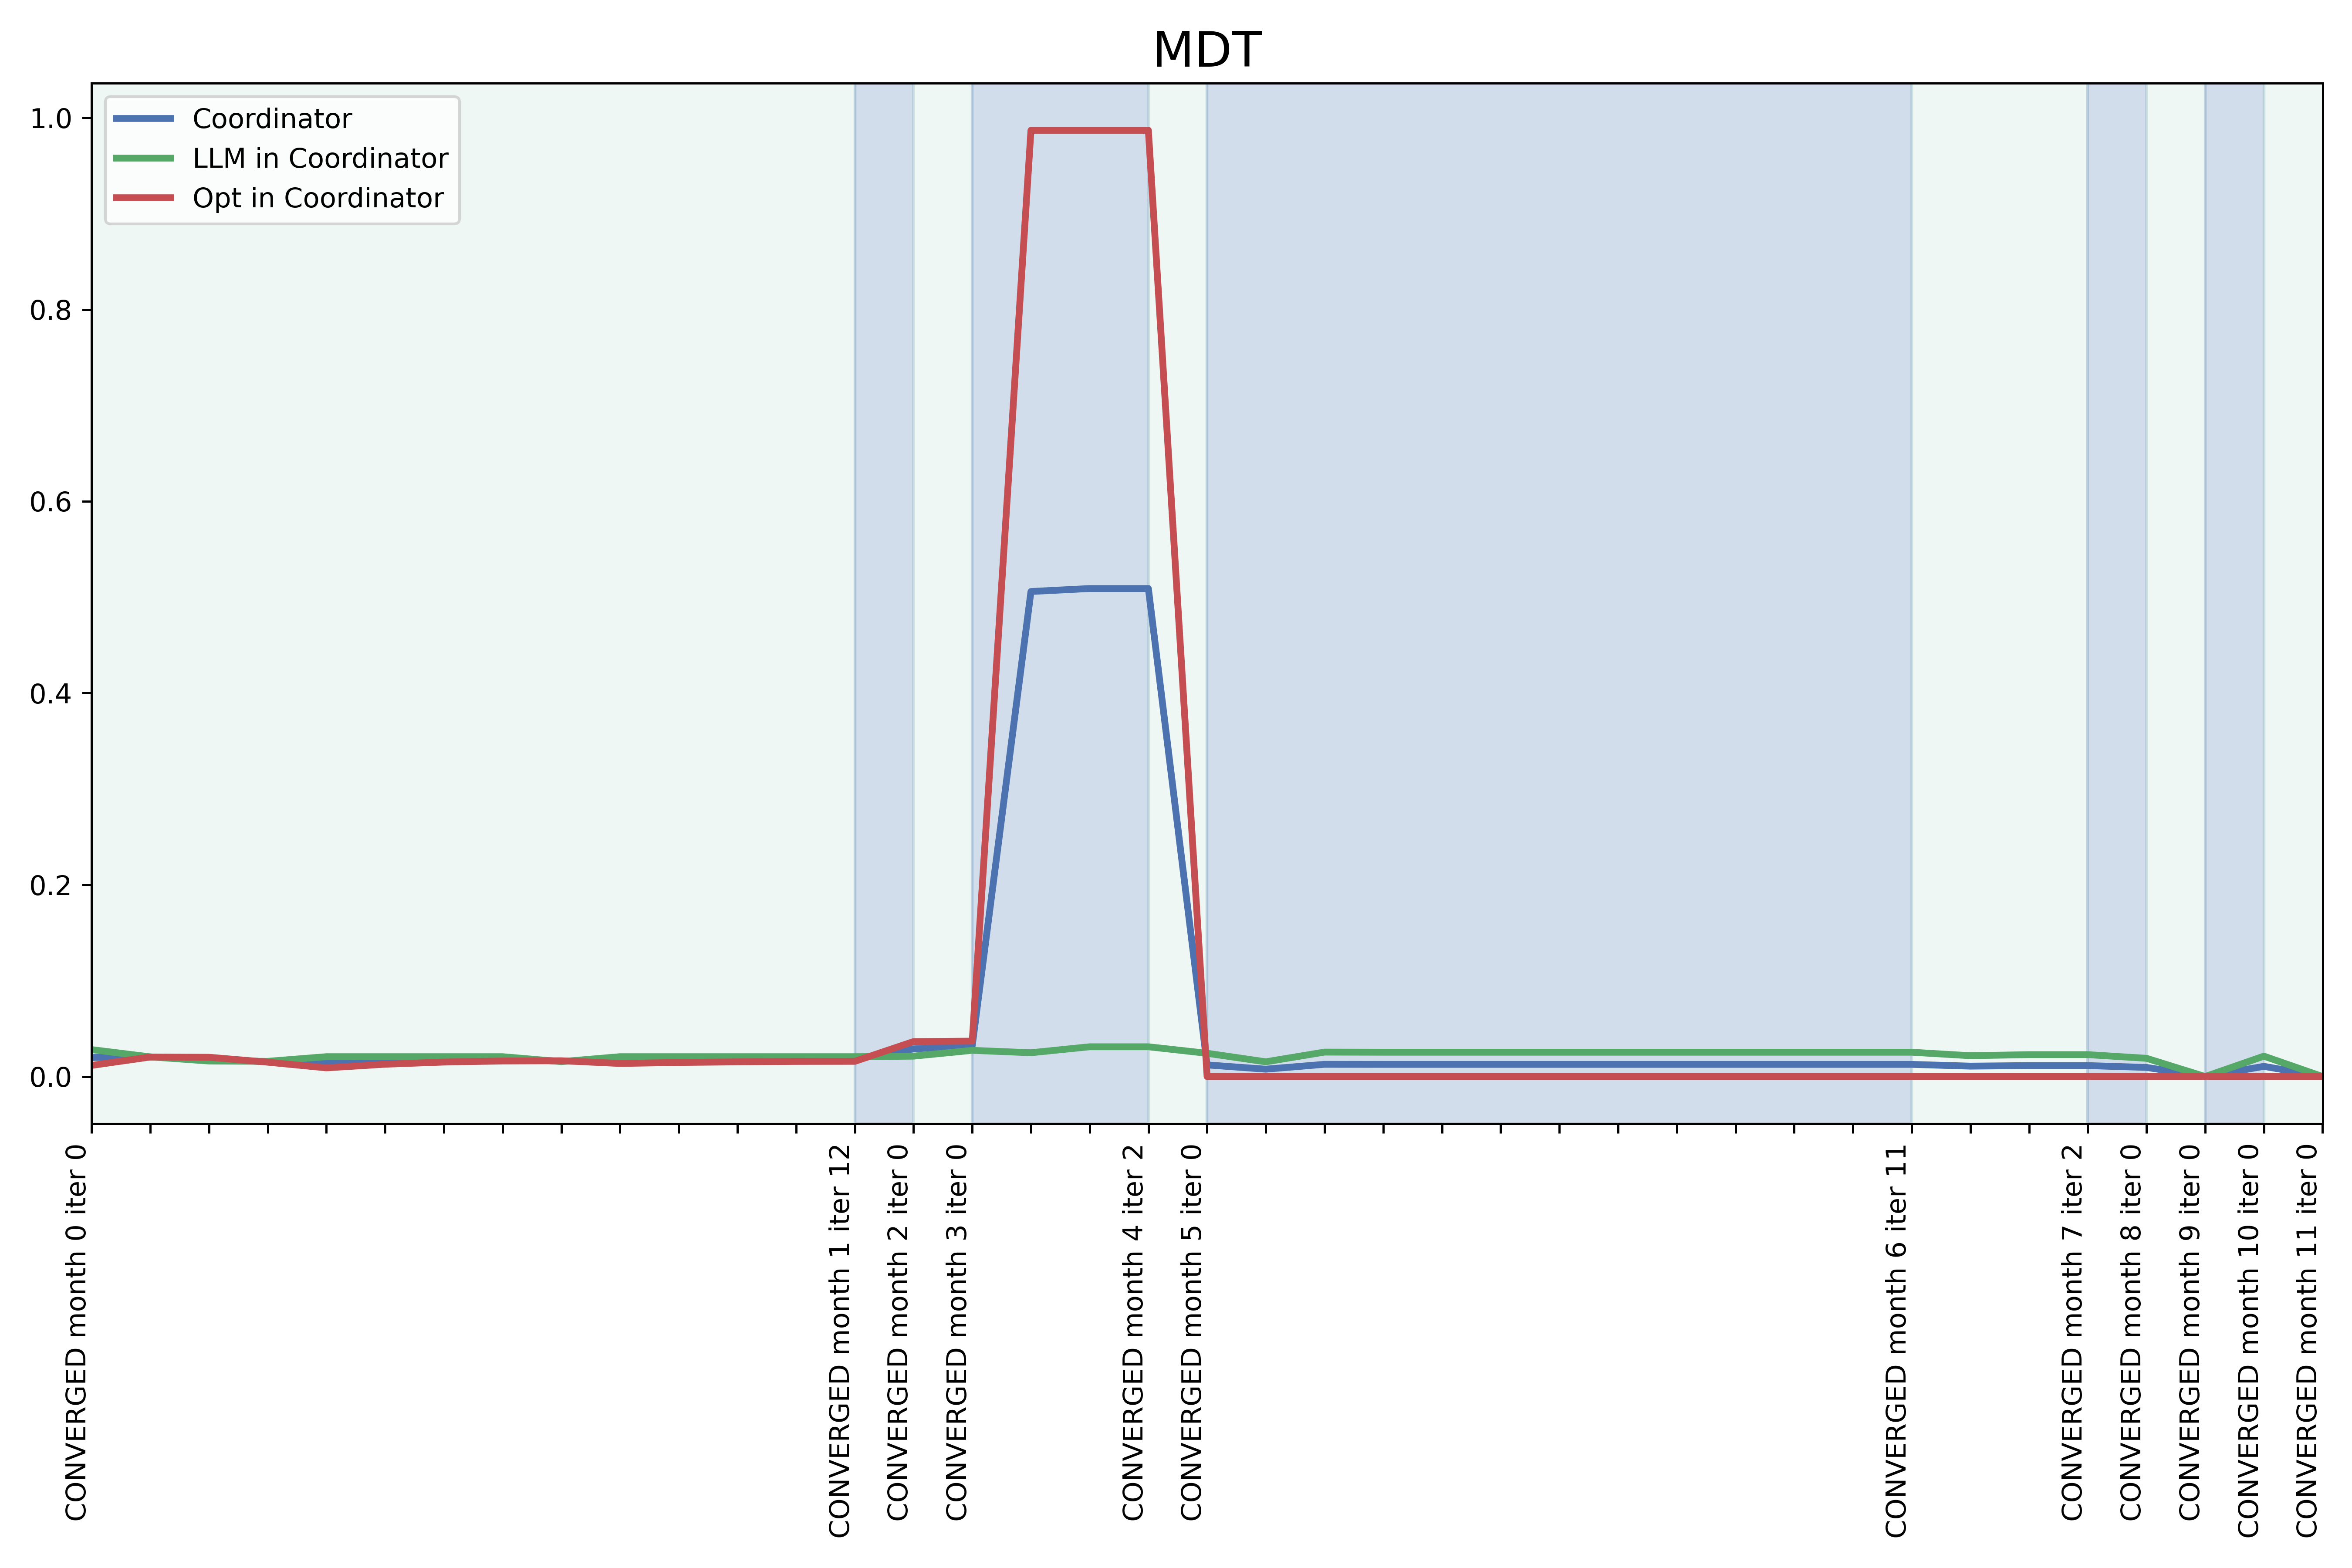 MDT
Coordinator
LLM in Coordinator
Opt in Coordinator
1.0
0.8
0.6
0.4
0.2
0.0
CONVERGED month 0 iter 0
CONVERGED month 1 iter 12
CONVERGED month 2 iter 0
CONVERGED month 3 iter 0
CONVERGED month 4 iter 2
CONVERGED month 5 iter 0
CONVERGED month 6 iter 11
CONVERGED month 7 iter 2
CONVERGED month 8 iter 0
CONVERGED month 9 iter 0
CONVERGED month 10 iter 0
CONVERGED month 11 iter 0